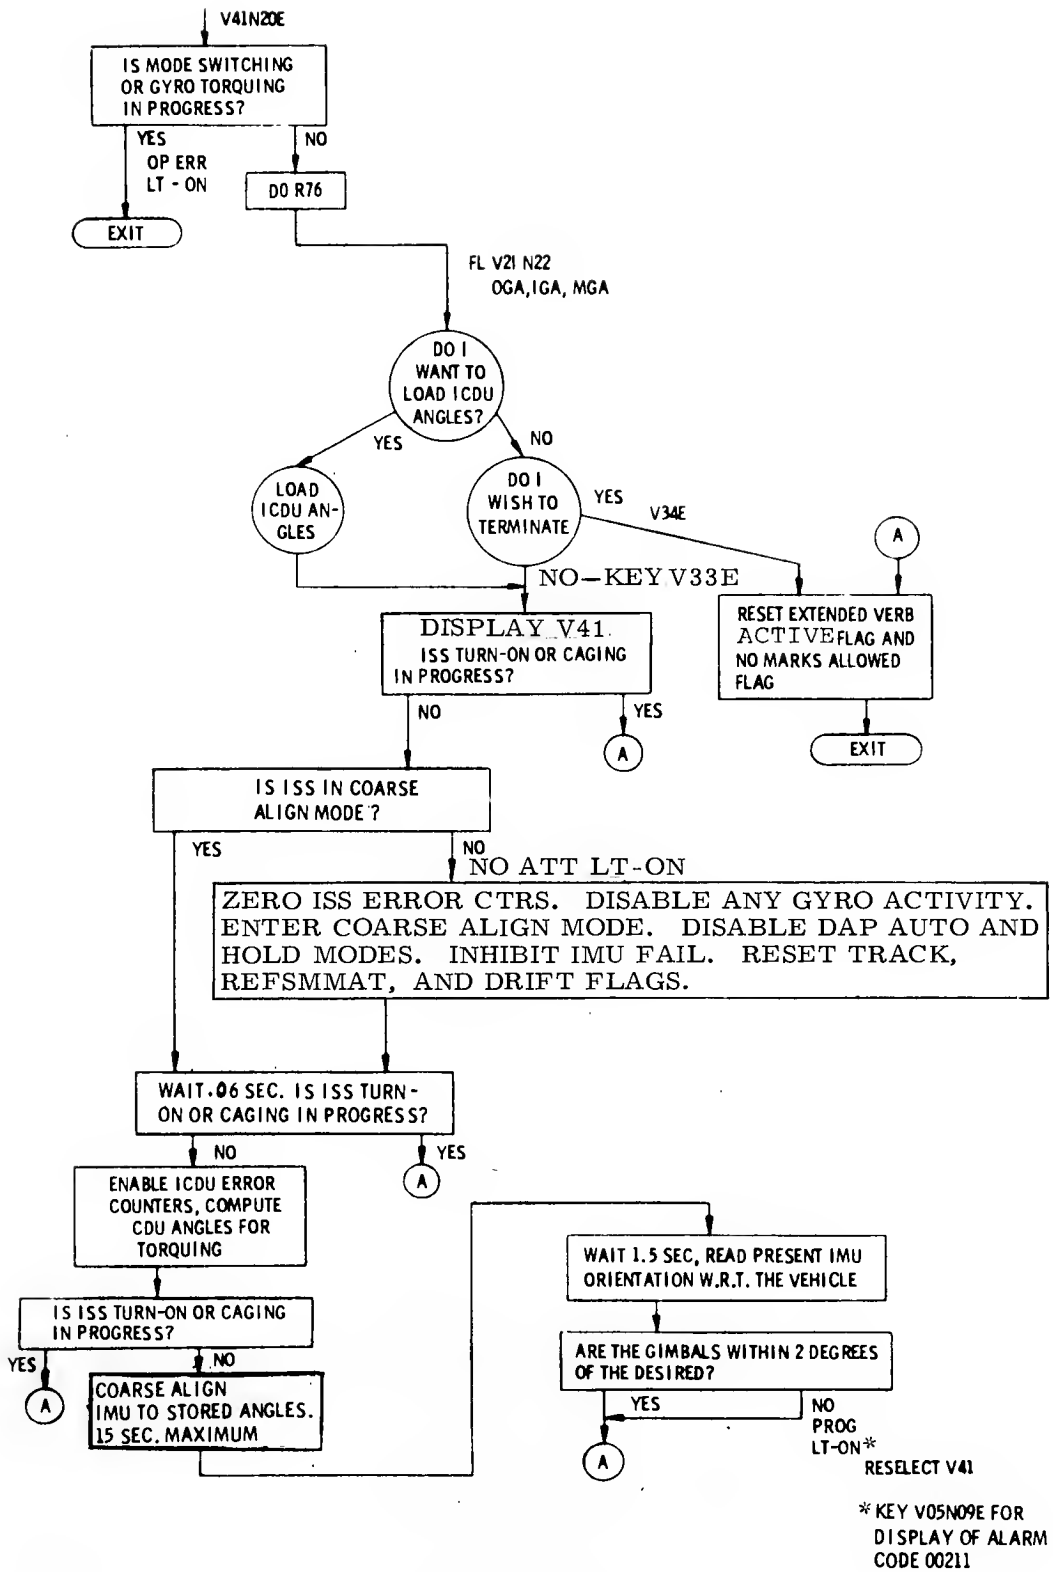 V41N20E
IS MODE SWITCHING
OR GYRO TORQUING
IN PROGRESS?
YES
OP ERR
LT - ON
NO
EXIT
DO R76
FL V21 N22
OGA, IGA, MGA
DO I
WANT TO
LOAD ICDU
ANGLES?
YES
NO
LOAD
ICDU AN-
GLES
DO I
WISH TO
TERMINATE
YES
V34E
A
NO-KEY V33E
RESET EXTENDED VERB
ACTIVE FLAG AND
NO MARKS ALLOWED
FLAG
EXIT
DISPLAY V41.
ISS TURN-ON OR CAGING
IN PROGRESS?
NO
YES
A
IS ISS IN COARSE
ALIGN MODE ?
YES
NO
NO ATT LT-ON
ZERO ISS ERROR CTRS. DISABLE ANY GYRO ACTIVITY.
ENTER COARSE ALIGN MODE. DISABLE DAP AUTO AND
HOLD MODES. INHIBIT IMU FAIL. RESET TRACK,
REFSMMAT, AND DRIFT FLAGS.
WAIT .06 SEC. IS ISS TURN-
ON OR CAGING IN PROGRESS?
NO
YES
A
ENABLE ICDU ERROR
COUNTERS, COMPUTE
CDU ANGLES FOR
TORQUING
IS ISS TURN-ON OR CAGING
IN PROGRESS?
YES
NO
A
COARSE ALIGN
IMU TO STORED ANGLES.
15 SEC. MAXIMUM
WAIT 1.5 SEC, READ PRESENT IMU
ORIENTATION W.R.T. THE VEHICLE
ARE THE GIMBALS WITHIN 2 DEGREES
OF THE DESIRED?
YES
NO
PROG
LT-ON*
RESELECT V41
A
* KEY V05N09E FOR
DISPLAY OF ALARM
CODE 00211